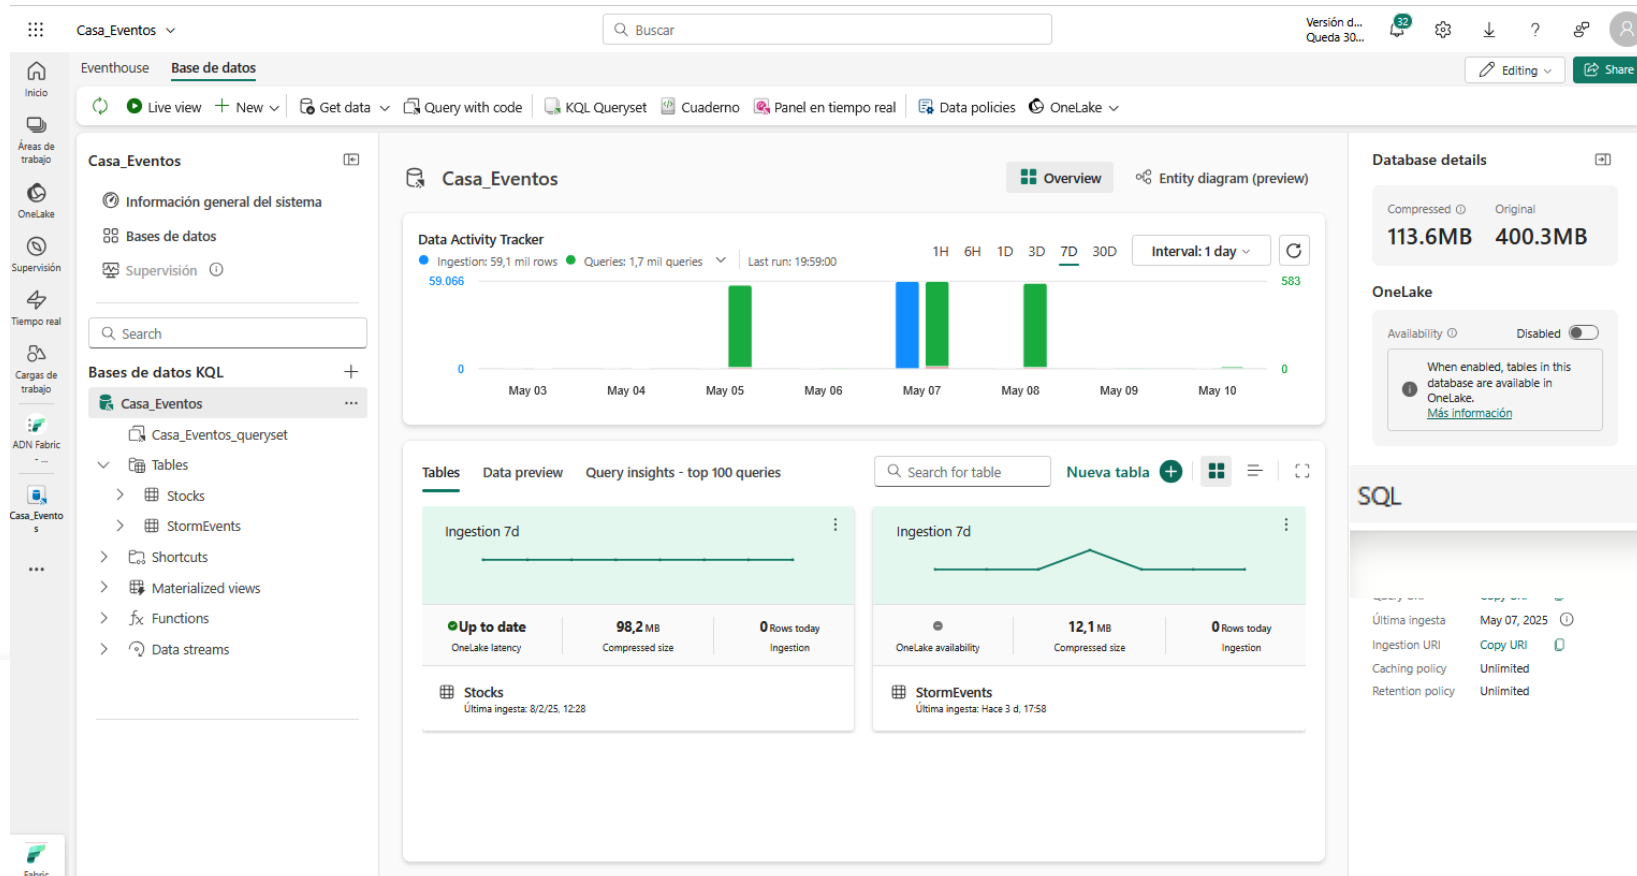 Casa_Eventos
Buscar
Versión d...
Queda 30...
32
Inicio
Áreas de
trabajo
OneLake
Supervisión
Tiempo real
Cargas de
trabajo
ADN Fabric
- ...
Casa_Evento
s
Fabric
Eventhouse Base de datos
Editing
Share
Live view New Get data Query with code KQL Queryset Cuaderno Panel en tiempo real Data policies OneLake
Casa_Eventos
Información general del sistema
Bases de datos
Supervisión
Search
Bases de datos KQL
Casa_Eventos
Casa_Eventos_queryset
Tables
Stocks
StormEvents
Shortcuts
Materialized views
Functions
Data streams
Casa_Eventos
Overview Entity diagram (preview)
Data Activity Tracker
Ingestion: 59,1 mil rows Queries: 1,7 mil queries Last run: 19:59:00
1H 6H 1D 3D 7D 30D Interval: 1 day
59.066 583
0 0
May 03 May 04 May 05 May 06 May 07 May 08 May 09 May 10
Tables Data preview Query insights - top 100 queries
Search for table
Nueva tabla
Ingestion 7d
Up to date 98,2 MB 0 Rows today
OneLake latency Compressed size Ingestion
Stocks
Última ingesta: 8/2/25, 12:28
Ingestion 7d
12,1 MB 0 Rows today
OneLake availability Compressed size Ingestion
StormEvents
Última ingesta: Hace 3 d, 17:58
Database details
Compressed Original
113.6MB 400.3MB
OneLake
Availability Disabled
When enabled, tables in this
database are available in
OneLake.
Más información
SQL
Última ingesta May 07, 2025
Ingestion URI Copy URI
Caching policy Unlimited
Retention policy Unlimited